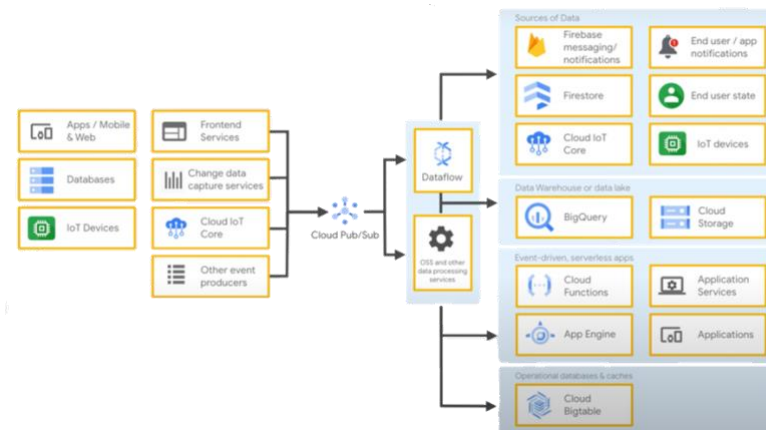 Apps / Mobile
& Web
Databases
IoT Devices
Frontend
Services
Change data
capture services
Cloud IoT
Core
Other event
producers
Cloud Pub/Sub
Dataflow
OSS and other
data processing
services
Sources of Data
Firebase
messaging/
notifications
End user / app
notifications
Firestore
End user state
Cloud IoT
Core
IoT devices
Data Warehouse or data lake
BigQuery
Cloud
Storage
Event-driven, serverless apps
Cloud
Functions
Application
Services
App Engine
Applications
Operational databases & caches
Cloud
Bigtable